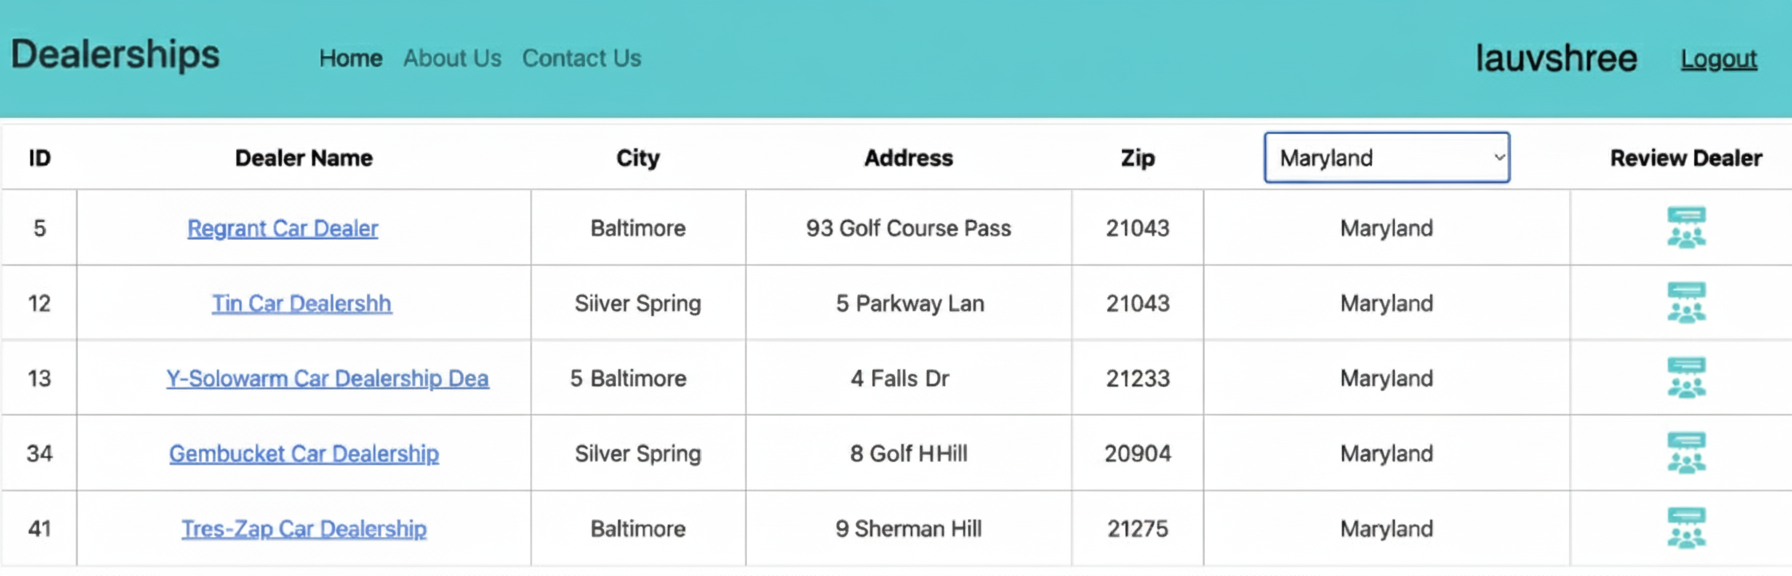 Dealerships Home About Us Contact Us lauvshree Logout
ID Dealer Name City Address Zip Maryland Review Dealer
5 Regrant Car Dealer Baltimore 93 Golf Course Pass 21043 Maryland
12 Tin Car Dealershh Silver Spring 5 Parkway Lan 21043 Maryland
13 Y-Solowarm Car Dealership Dea 5 Baltimore 4 Falls Dr 21233 Maryland
34 Gembucket Car Dealership Silver Spring 8 Golf HHill 20904 Maryland
41 Tres-Zap Car Dealership Baltimore 9 Sherman Hill 21275 Maryland